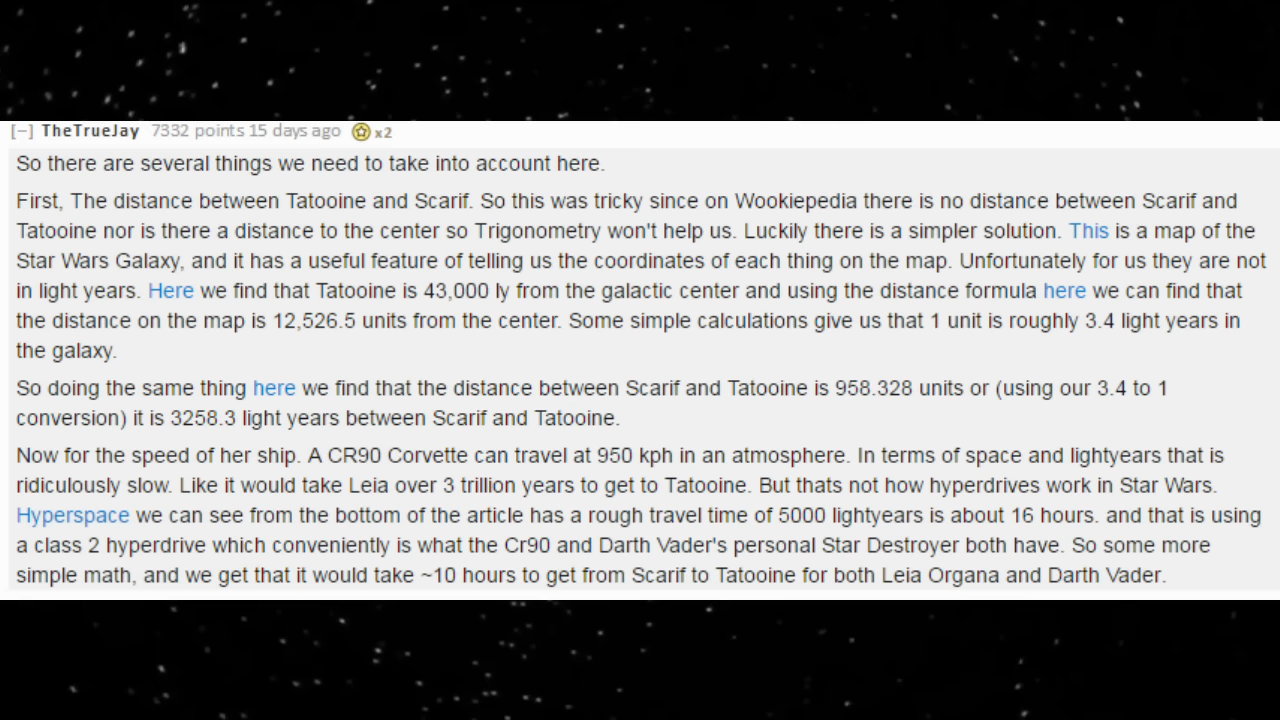 [−] TheTrueJay 7332 points 15 days ago x2
So there are several things we need to take into account here.
First, The distance between Tatooine and Scarif. So this was tricky since on Wookiepedia there is no distance between Scarif and
Tatooine nor is there a distance to the center so Trigonometry won't help us. Luckily there is a simpler solution. This is a map of the
Star Wars Galaxy, and it has a useful feature of telling us the coordinates of each thing on the map. Unfortunately for us they are not
in light years. Here we find that Tatooine is 43,000 ly from the galactic center and using the distance formula here we can find that
the distance on the map is 12,526.5 units from the center. Some simple calculations give us that 1 unit is roughly 3.4 light years in
the galaxy.
So doing the same thing here we find that the distance between Scarif and Tatooine is 958.328 units or (using our 3.4 to 1
conversion) it is 3258.3 light years between Scarif and Tatooine.
Now for the speed of her ship. A CR90 Corvette can travel at 950 kph in an atmosphere. In terms of space and lightyears that is
ridiculously slow. Like it would take Leia over 3 trillion years to get to Tatooine. But thats not how hyperdrives work in Star Wars.
Hyperspace we can see from the bottom of the article has a rough travel time of 5000 lightyears is about 16 hours. and that is using
a class 2 hyperdrive which conveniently is what the Cr90 and Darth Vader's personal Star Destroyer both have. So some more
simple math, and we get that it would take ~10 hours to get from Scarif to Tatooine for both Leia Organa and Darth Vader.